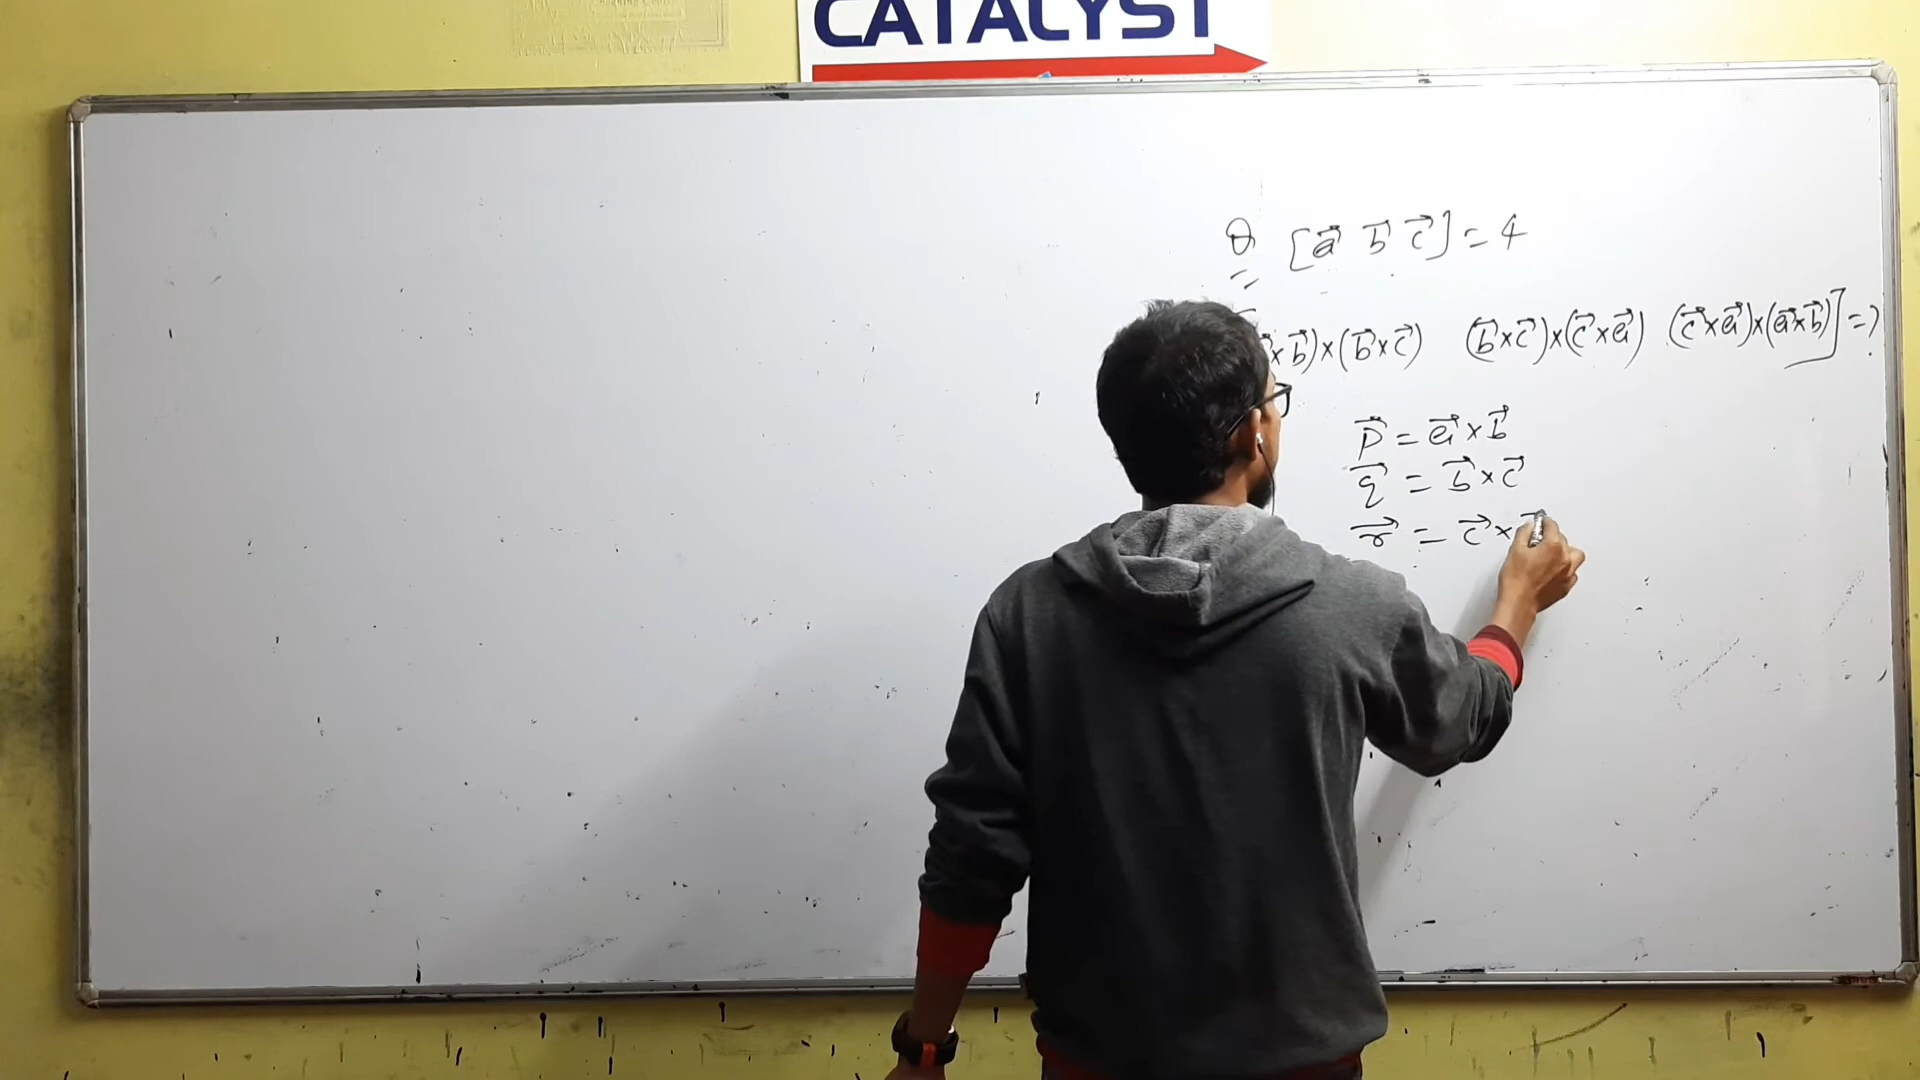 CATALYST
Q [a⃗ b⃗ c⃗] = 4
×b⃗)×(b⃗×c⃗) (b⃗×c⃗)×(c⃗×a⃗) (c⃗×a⃗)×(a⃗×b⃗)] = ?
p⃗ = a⃗×b⃗
q⃗ = b⃗×c⃗
r⃗ = c⃗×